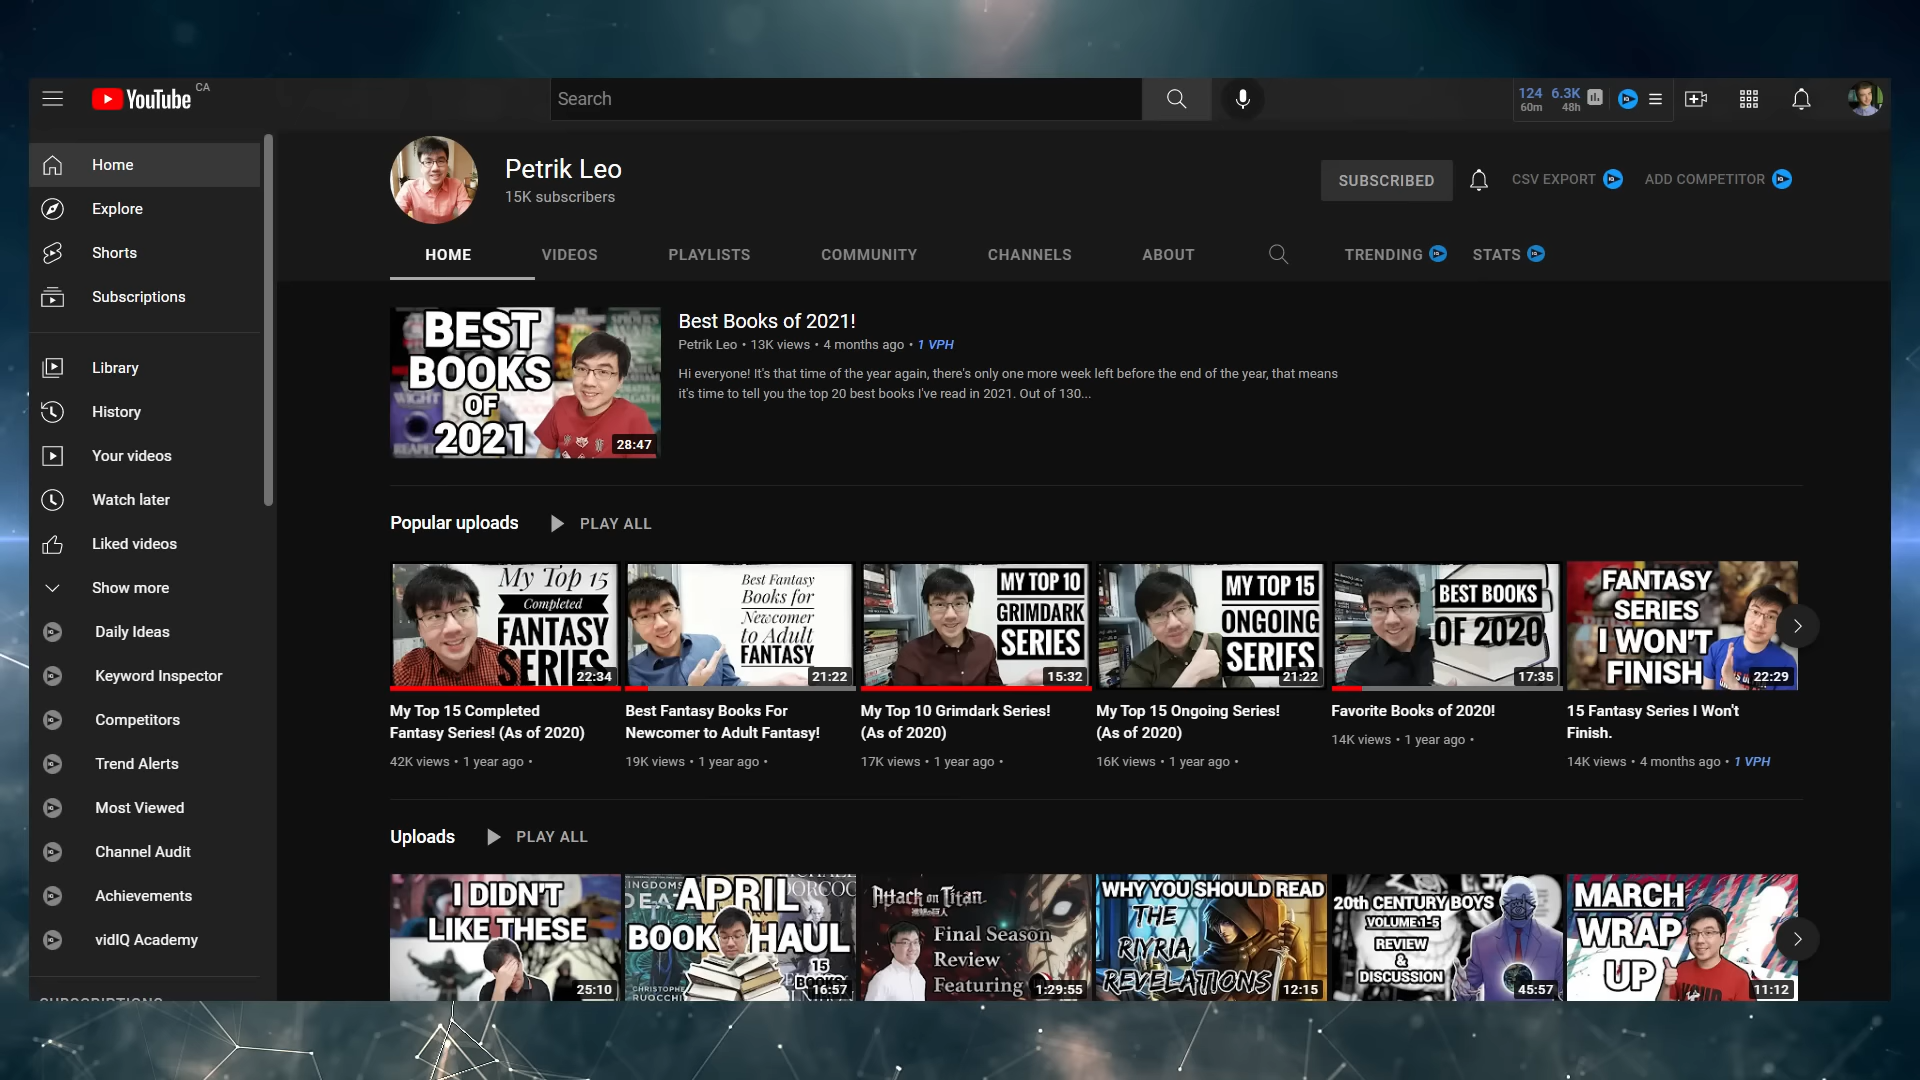 YouTube CA
Search
124 6.3K
60m 48h
Home
Explore
Shorts
Subscriptions
Library
History
Your videos
Watch later
Liked videos
Show more
Daily Ideas
Keyword Inspector
Competitors
Trend Alerts
Most Viewed
Channel Audit
Achievements
vidIQ Academy
SUBSCRIPTIONS
Petrik Leo
15K subscribers
SUBSCRIBED
CSV EXPORT
ADD COMPETITOR
HOME VIDEOS PLAYLISTS COMMUNITY CHANNELS ABOUT TRENDING STATS
BEST
BOOKS
OF
2021
28:47
Best Books of 2021!
Petrik Leo • 13K views • 4 months ago • 1 VPH
Hi everyone! It's that time of the year again, there's only one more week left before the end of the year, that means
it's time to tell you the top 20 best books I've read in 2021. Out of 130...
Popular uploads PLAY ALL
My Top 15
Completed
FANTASY
SERIES
22:34
My Top 15 Completed
Fantasy Series! (As of 2020)
42K views • 1 year ago •
Best Fantasy
Books for
Newcomer
to Adult
FANTASY
21:22
Best Fantasy Books For
Newcomer to Adult Fantasy!
19K views • 1 year ago •
MY TOP 10
GRIMDARK
SERIES
15:32
My Top 10 Grimdark Series!
(As of 2020)
17K views • 1 year ago •
MY TOP 15
ONGOING
SERIES
21:22
My Top 15 Ongoing Series!
(As of 2020)
16K views • 1 year ago •
BEST BOOKS
OF 2020
17:35
Favorite Books of 2020!
14K views • 1 year ago •
FANTASY
SERIES
I WON'T
FINISH
22:29
15 Fantasy Series I Won't
Finish.
14K views • 4 months ago • 1 VPH
Uploads PLAY ALL
I DIDN'T
LIKE THESE
25:10
APRIL
BOOK HAUL
15
BOOKS
CHRISTOPHE
RUOCCHI
16:57
Attack on Titan
進撃の巨人
Final Season
Review
Featuring
1:29:55
WHY YOU SHOULD READ
THE
RIYRIA
REVELATIONS
12:15
20th CENTURY BOYS
VOLUME 1-5
REVIEW
&
DISCUSSION
45:57
MARCH
WRAP
UP
11:12